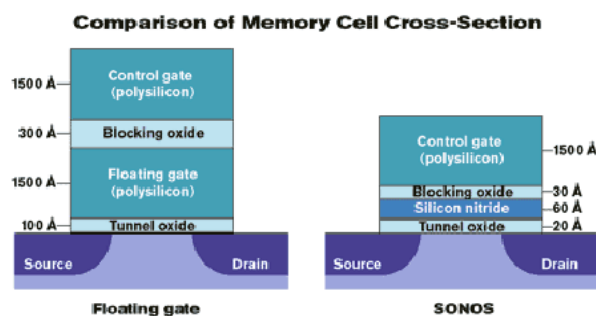 Comparison of Memory Cell Cross-Section
1500 Å
Control gate
(polysilicon)
300 Å
Blocking oxide
1500 Å
Floating gate
(polysilicon)
100 Å
Tunnel oxide
Source
Drain
Floating gate
Control gate
(polysilicon)
1500 Å
Blocking oxide
30 Å
Silicon nitride
60 Å
Tunnel oxide
20 Å
Source
Drain
SONOS